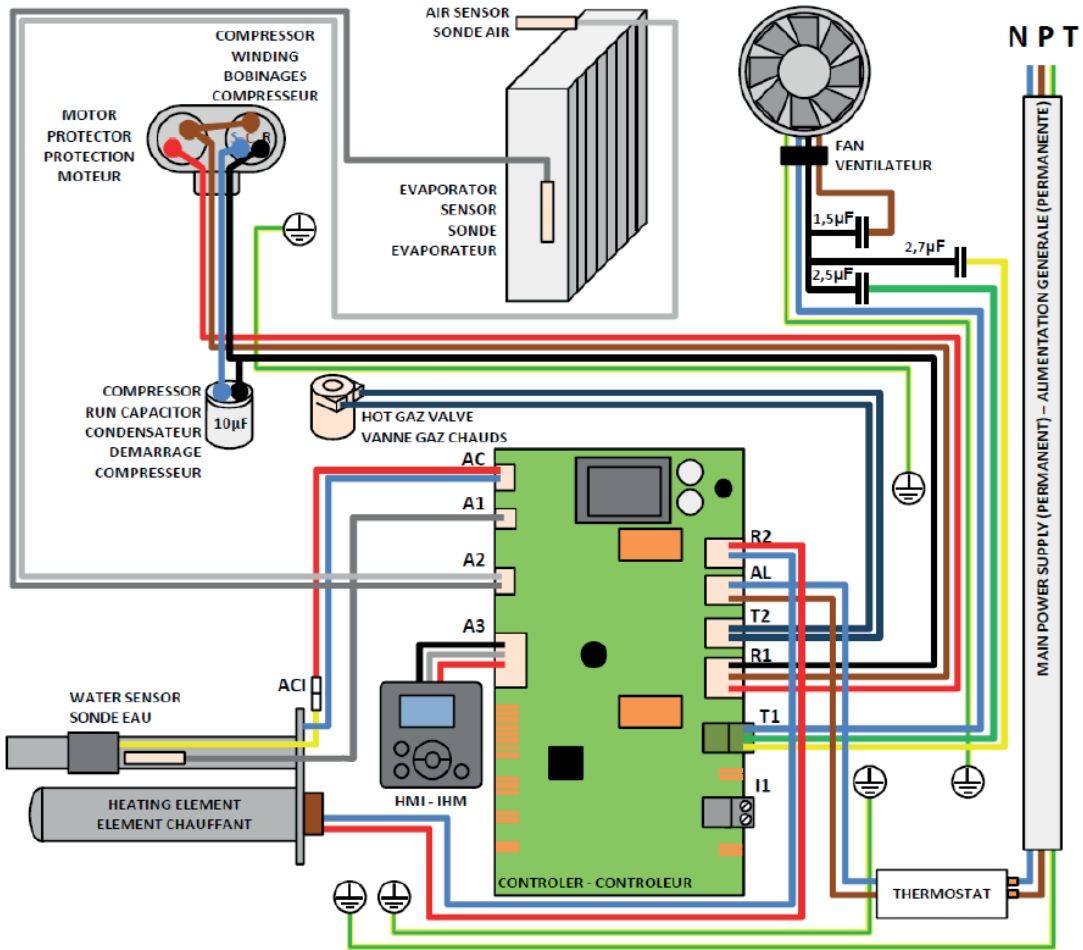 AIR SENSOR
SONDE AIR
N P T
COMPRESSOR
WINDING
BOBINAGES
COMPRESSEUR
MOTOR
PROTECTOR
PROTECTION
MOTEUR
S C R
FAN
VENTILATEUR
EVAPORATOR
SENSOR
SONDE
EVAPORATEUR
1,5µF
2,7µF
2,5µF
MAIN POWER SUPPLY (PERMANENT) – ALIMENTATION GENERALE (PERMANENTE)
COMPRESSOR
RUN CAPACITOR
CONDENSATEUR
DEMARRAGE
COMPRESSEUR
10µF
HOT GAZ VALVE
VANNE GAZ CHAUDS
AC
A1
A2
A3
R2
AL
T2
R1
T1
I1
ACI
WATER SENSOR
SONDE EAU
HMI - IHM
HEATING ELEMENT
ELEMENT CHAUFFANT
CONTROLER - CONTROLEUR
THERMOSTAT